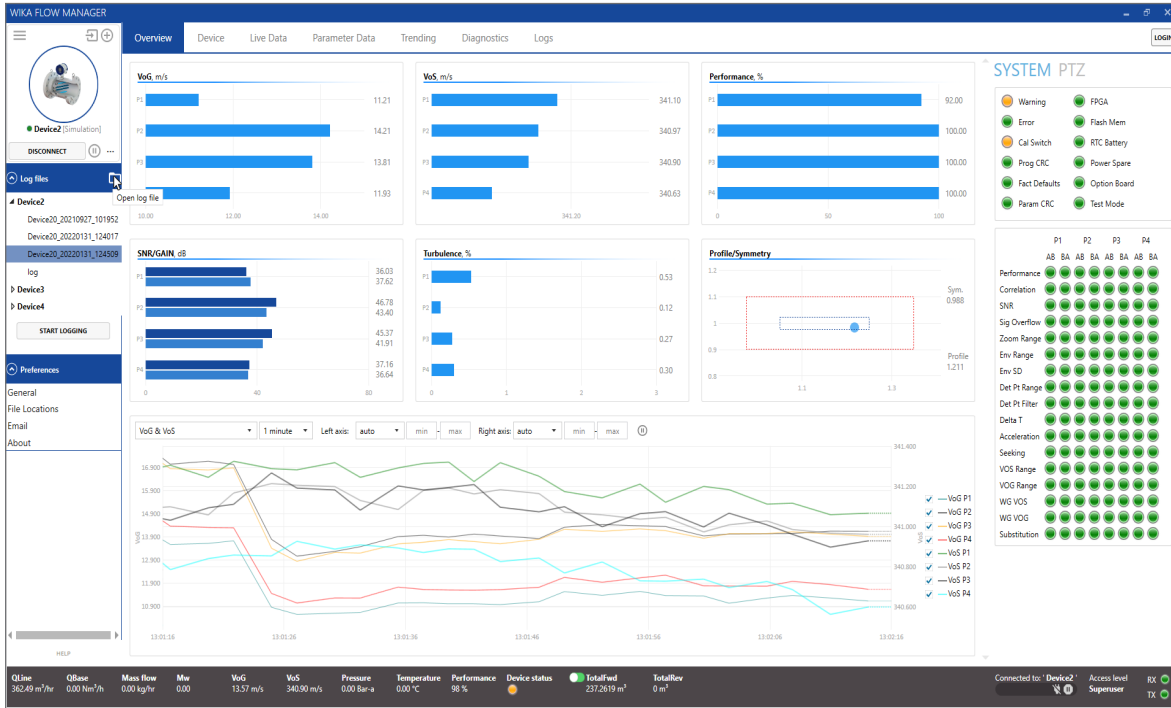 WIKA FLOW MANAGER
Overview Device Live Data Parameter Data Trending Diagnostics Logs
LOGIN
Device2 [Simulation]
DISCONNECT ...
Log files
Open log file
Device2
Device20_20210927_101952
Device20_20220131_124017
Device20_20220131_124509
log
Device3
Device4
START LOGGING
Preferences
General
File Locations
Email
About
HELP
VoG, m/s
P1 11.21
P2 14.21
P3 13.81
P4 11.93
10.00 12.00 14.00
VoS, m/s
P1 341.10
P2 340.97
P3 340.90
P4 340.63
341.20
Performance, %
P1 92.00
P2 100.00
P3 100.00
P4 100.00
0 50 100
SNR/GAIN, dB
P1 36.03
37.62
P2 46.78
43.40
P3 45.37
41.91
P4 37.16
36.64
0 40 80
Turbulence, %
P1 0.53
P2 0.12
P3 0.27
P4 0.30
0 1 2 3
Profile/Symmetry
1.2
1.1
1
0.9
0.8
1.1 1.3
Sym.
0.988
Profile
1.211
VoG & VoS 1 minute Left axis: auto min - max Right axis: auto min - max
16.900
15.900
14.900
13.900
12.900
11.900
10.900
VoG
341.400
341.200
341.000
340.800
340.600
VoS
13:01:16 13:01:26 13:01:36 13:01:46 13:01:56 13:02:06 13:02:16
VoG P1
VoG P2
VoG P3
VoG P4
VoS P1
VoS P2
VoS P3
VoS P4
SYSTEM PTZ
Warning FPGA
Error Flash Mem
Cal Switch RTC Battery
Prog CRC Power Spare
Fact Defaults Option Board
Param CRC Test Mode
P1 P2 P3 P4
AB BA AB BA AB BA AB BA
Performance
Correlation
SNR
Sig Overflow
Zoom Range
Env Range
Env SD
Det Pt Range
Det Pt Filter
Delta T
Acceleration
Seeking
VOS Range
VOG Range
WG VOS
WG VOG
Substitution
QLine QBase Mass flow Mw VoG VoS Pressure Temperature Performance Device status TotalFwd TotalRev
362.49 m³/hr 0.00 Nm³/h 0.00 kg/hr 0.00 13.57 m/s 340.90 m/s 0.00 Bar-a 0.00 °C 98 % 237.2619 m³ 0 m³
Connected to: ' Device2 ' Access level RX
Superuser TX